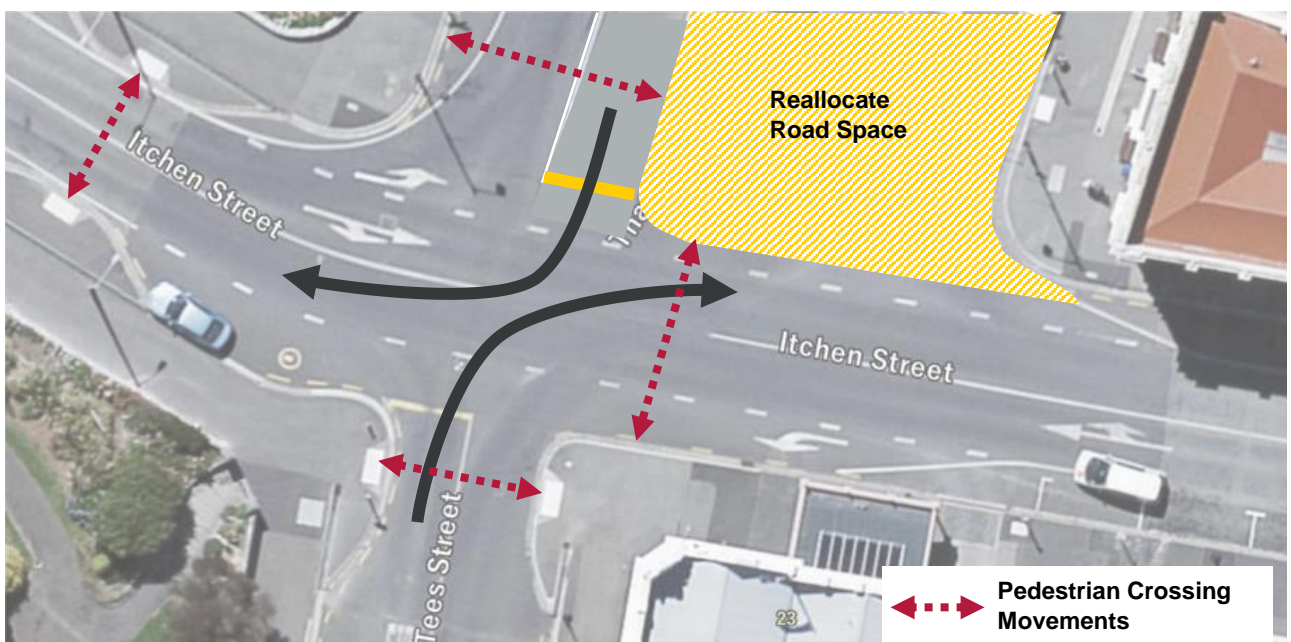 Reallocate
Road Space
Itchen Street
Itchen Street
Tees Street
23
Pedestrian Crossing
Movements